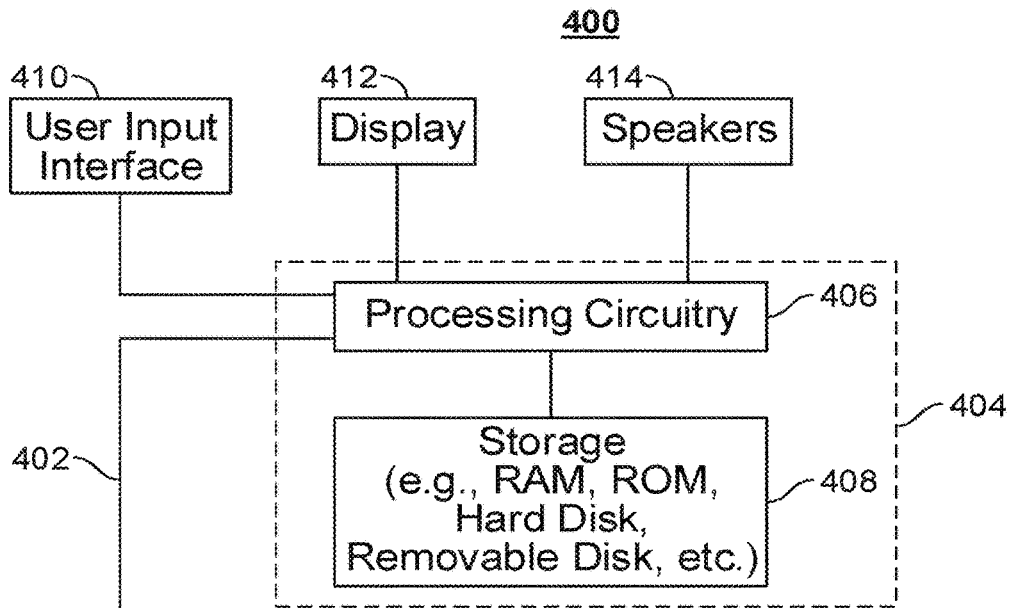 400
410
412
414
User Input
Interface
Display
Speakers
Processing Circuitry
406
404
402
Storage
(e.g., RAM, ROM,
Hard Disk,
Removable Disk, etc.)
408